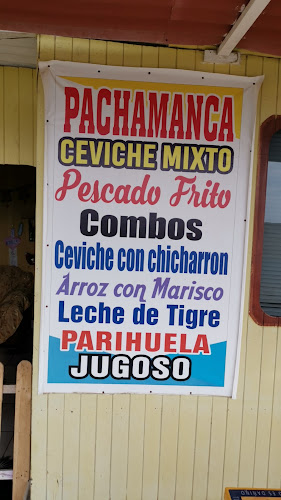 PACHAMANCA
CEVICHE MIXTO
Pescado Frito
Combos
Ceviche con chicharron
Arroz con Marisco
Leche de Tigre
PARIHUELA
JUGOSO